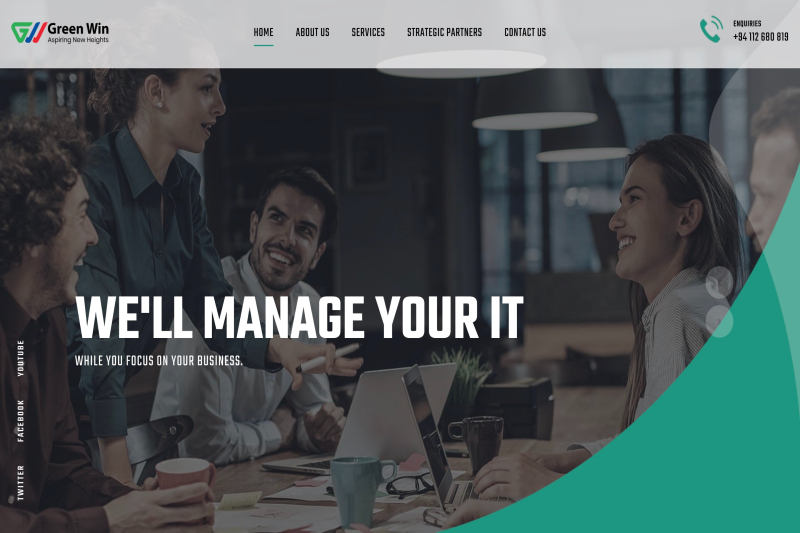 Green Win
Aspiring New Heights
HOME
ABOUT US
SERVICES
STRATEGIC PARTNERS
CONTACT US
ENQUIRIES
+94 112 680 819
WE'LL MANAGE YOUR IT
WHILE YOU FOCUS ON YOUR BUSINESS.
YOUTUBE
FACEBOOK
TWITTER